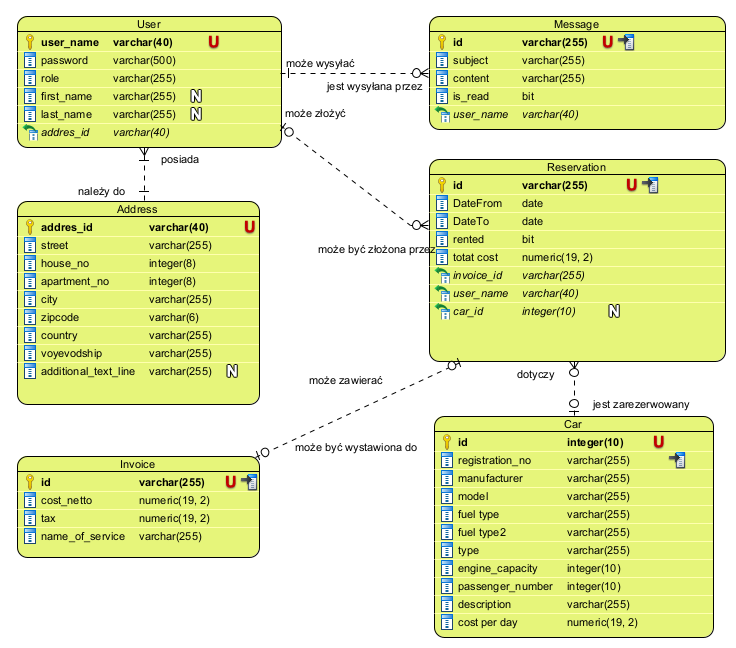 User
user_name varchar(40) U
password varchar(500)
role varchar(255)
first_name varchar(255) N
last_name varchar(255) N
addres_id varchar(40)
może wysyłać
jest wysyłana przez
Message
id varchar(255) U
subject varchar(255)
content varchar(255)
is_read bit
user_name varchar(40)
może złożyć
może być złożona przez
posiada
należy do
Reservation
id varchar(255) U
DateFrom date
DateTo date
rented bit
totat cost numeric(19, 2)
invoice_id varchar(255)
user_name varchar(40)
car_id integer(10) N
Address
addres_id varchar(40) U
street varchar(255)
house_no integer(8)
apartment_no integer(8)
city varchar(255)
zipcode varchar(6)
country varchar(255)
voyevodship varchar(255)
additional_text_line varchar(255) N
może zawierać
może być wystawiona do
dotyczy
jest zarezerwowany
Invoice
id varchar(255) U
cost_netto numeric(19, 2)
tax numeric(19, 2)
name_of_service varchar(255)
Car
id integer(10) U
registration_no varchar(255)
manufacturer varchar(255)
model varchar(255)
fuel type varchar(255)
fuel type2 varchar(255)
type varchar(255)
engine_capacity integer(10)
passenger_number integer(10)
description varchar(255)
cost per day numeric(19, 2)